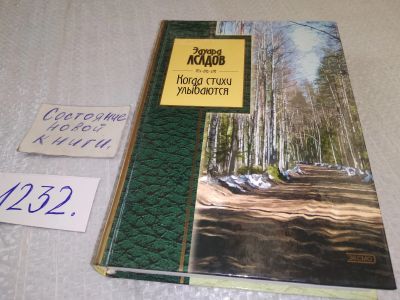 Эдуард
АСАДОВ
Когда стихи
улыбаются
Состояние
новой
книги.
1232.
ЭКСМО